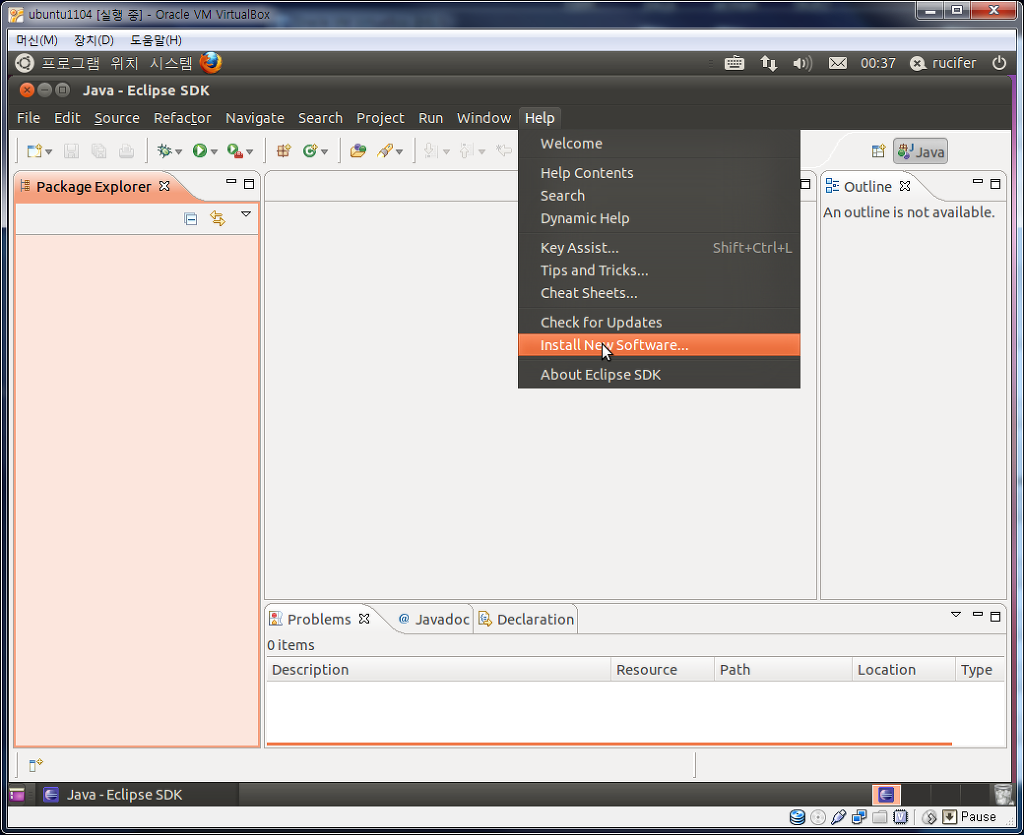 ubuntu1104 [실행 중] - Oracle VM VirtualBox
머신(M) 장치(D) 도움말(H)
프로그램 위치 시스템 00:37 rucifer
Java - Eclipse SDK
File Edit Source Refactor Navigate Search Project Run Window Help
Welcome
Help Contents
Search
Dynamic Help
Key Assist... Shift+Ctrl+L
Tips and Tricks...
Cheat Sheets...
Check for Updates
Install New Software...
About Eclipse SDK
Java
Package Explorer
Outline
An outline is not available.
Problems @ Javadoc Declaration
0 items
Description Resource Path Location Type
Java - Eclipse SDK
Pause